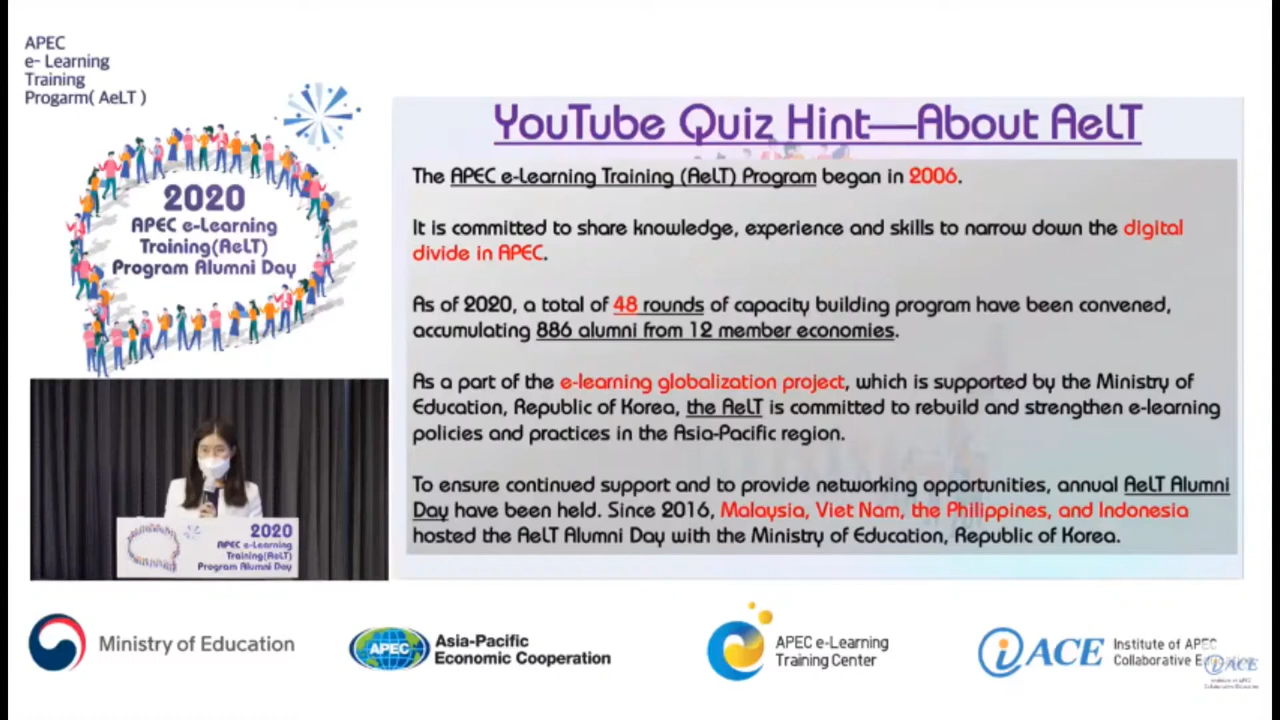 APEC
e- Learning
Training
Progarm( AeLT )
2020
APEC e-Learning
Training(AeLT)
Program Alumni Day
YouTube Quiz Hint—About AeLT
The APEC e-Learning Training (AeLT) Program began in 2006.
It is committed to share knowledge, experience and skills to narrow down the digital
divide in APEC.
As of 2020, a total of 48 rounds of capacity building program have been convened,
accumulating 886 alumni from 12 member economies.
As a part of the e-learning globalization project, which is supported by the Ministry of
Education, Republic of Korea, the AeLT is committed to rebuild and strengthen e-learning
policies and practices in the Asia-Pacific region.
To ensure continued support and to provide networking opportunities, annual AeLT Alumni
Day have been held. Since 2016, Malaysia, Viet Nam, the Philippines, and Indonesia
hosted the AeLT Alumni Day with the Ministry of Education, Republic of Korea.
2020
APEC e-Learning
Training(AeLT)
Program Alumni Day
Ministry of Education
APEC
Asia-Pacific
Economic Cooperation
APEC e-Learning
Training Center
iACE
Institute of APEC
Collaborative Education
iACE
Institute of APEC
Collaborative Education